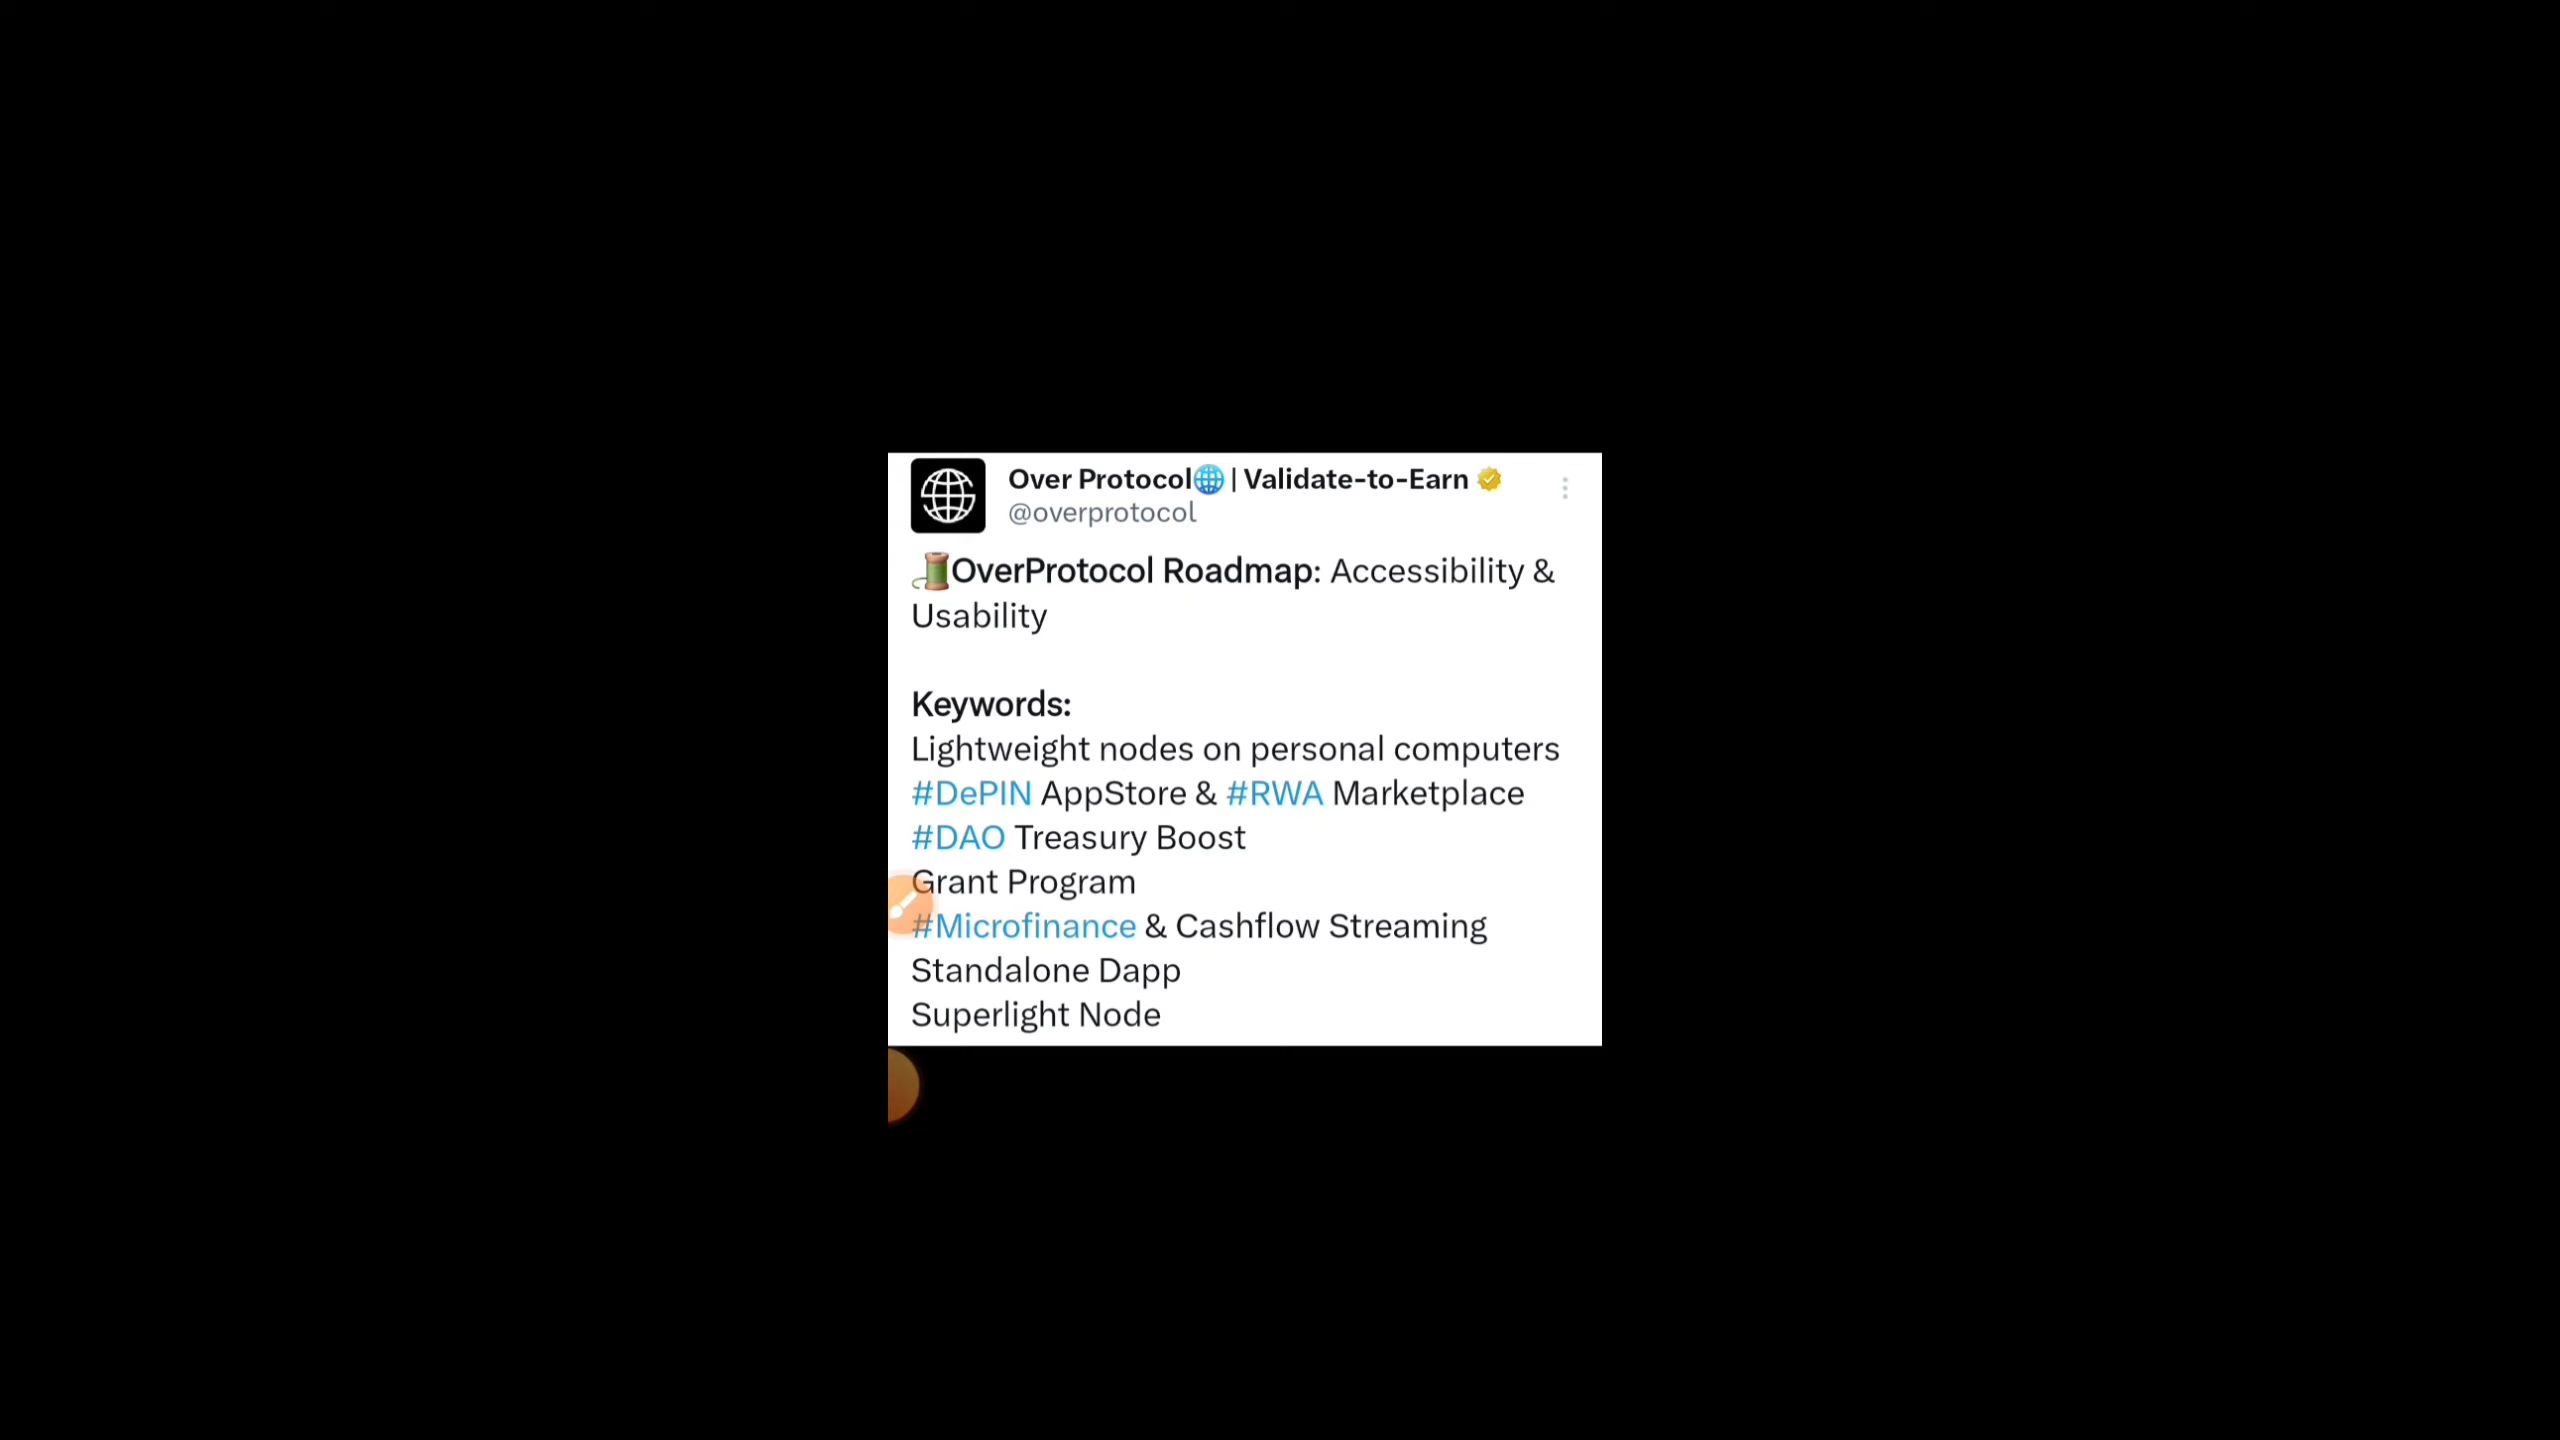 Over Protocol🌐 | Validate-to-Earn
@overprotocol
🧵OverProtocol Roadmap: Accessibility &
Usability
Keywords:
Lightweight nodes on personal computers
#DePIN AppStore & #RWA Marketplace
#DAO Treasury Boost
Grant Program
#Microfinance & Cashflow Streaming
Standalone Dapp
Superlight Node